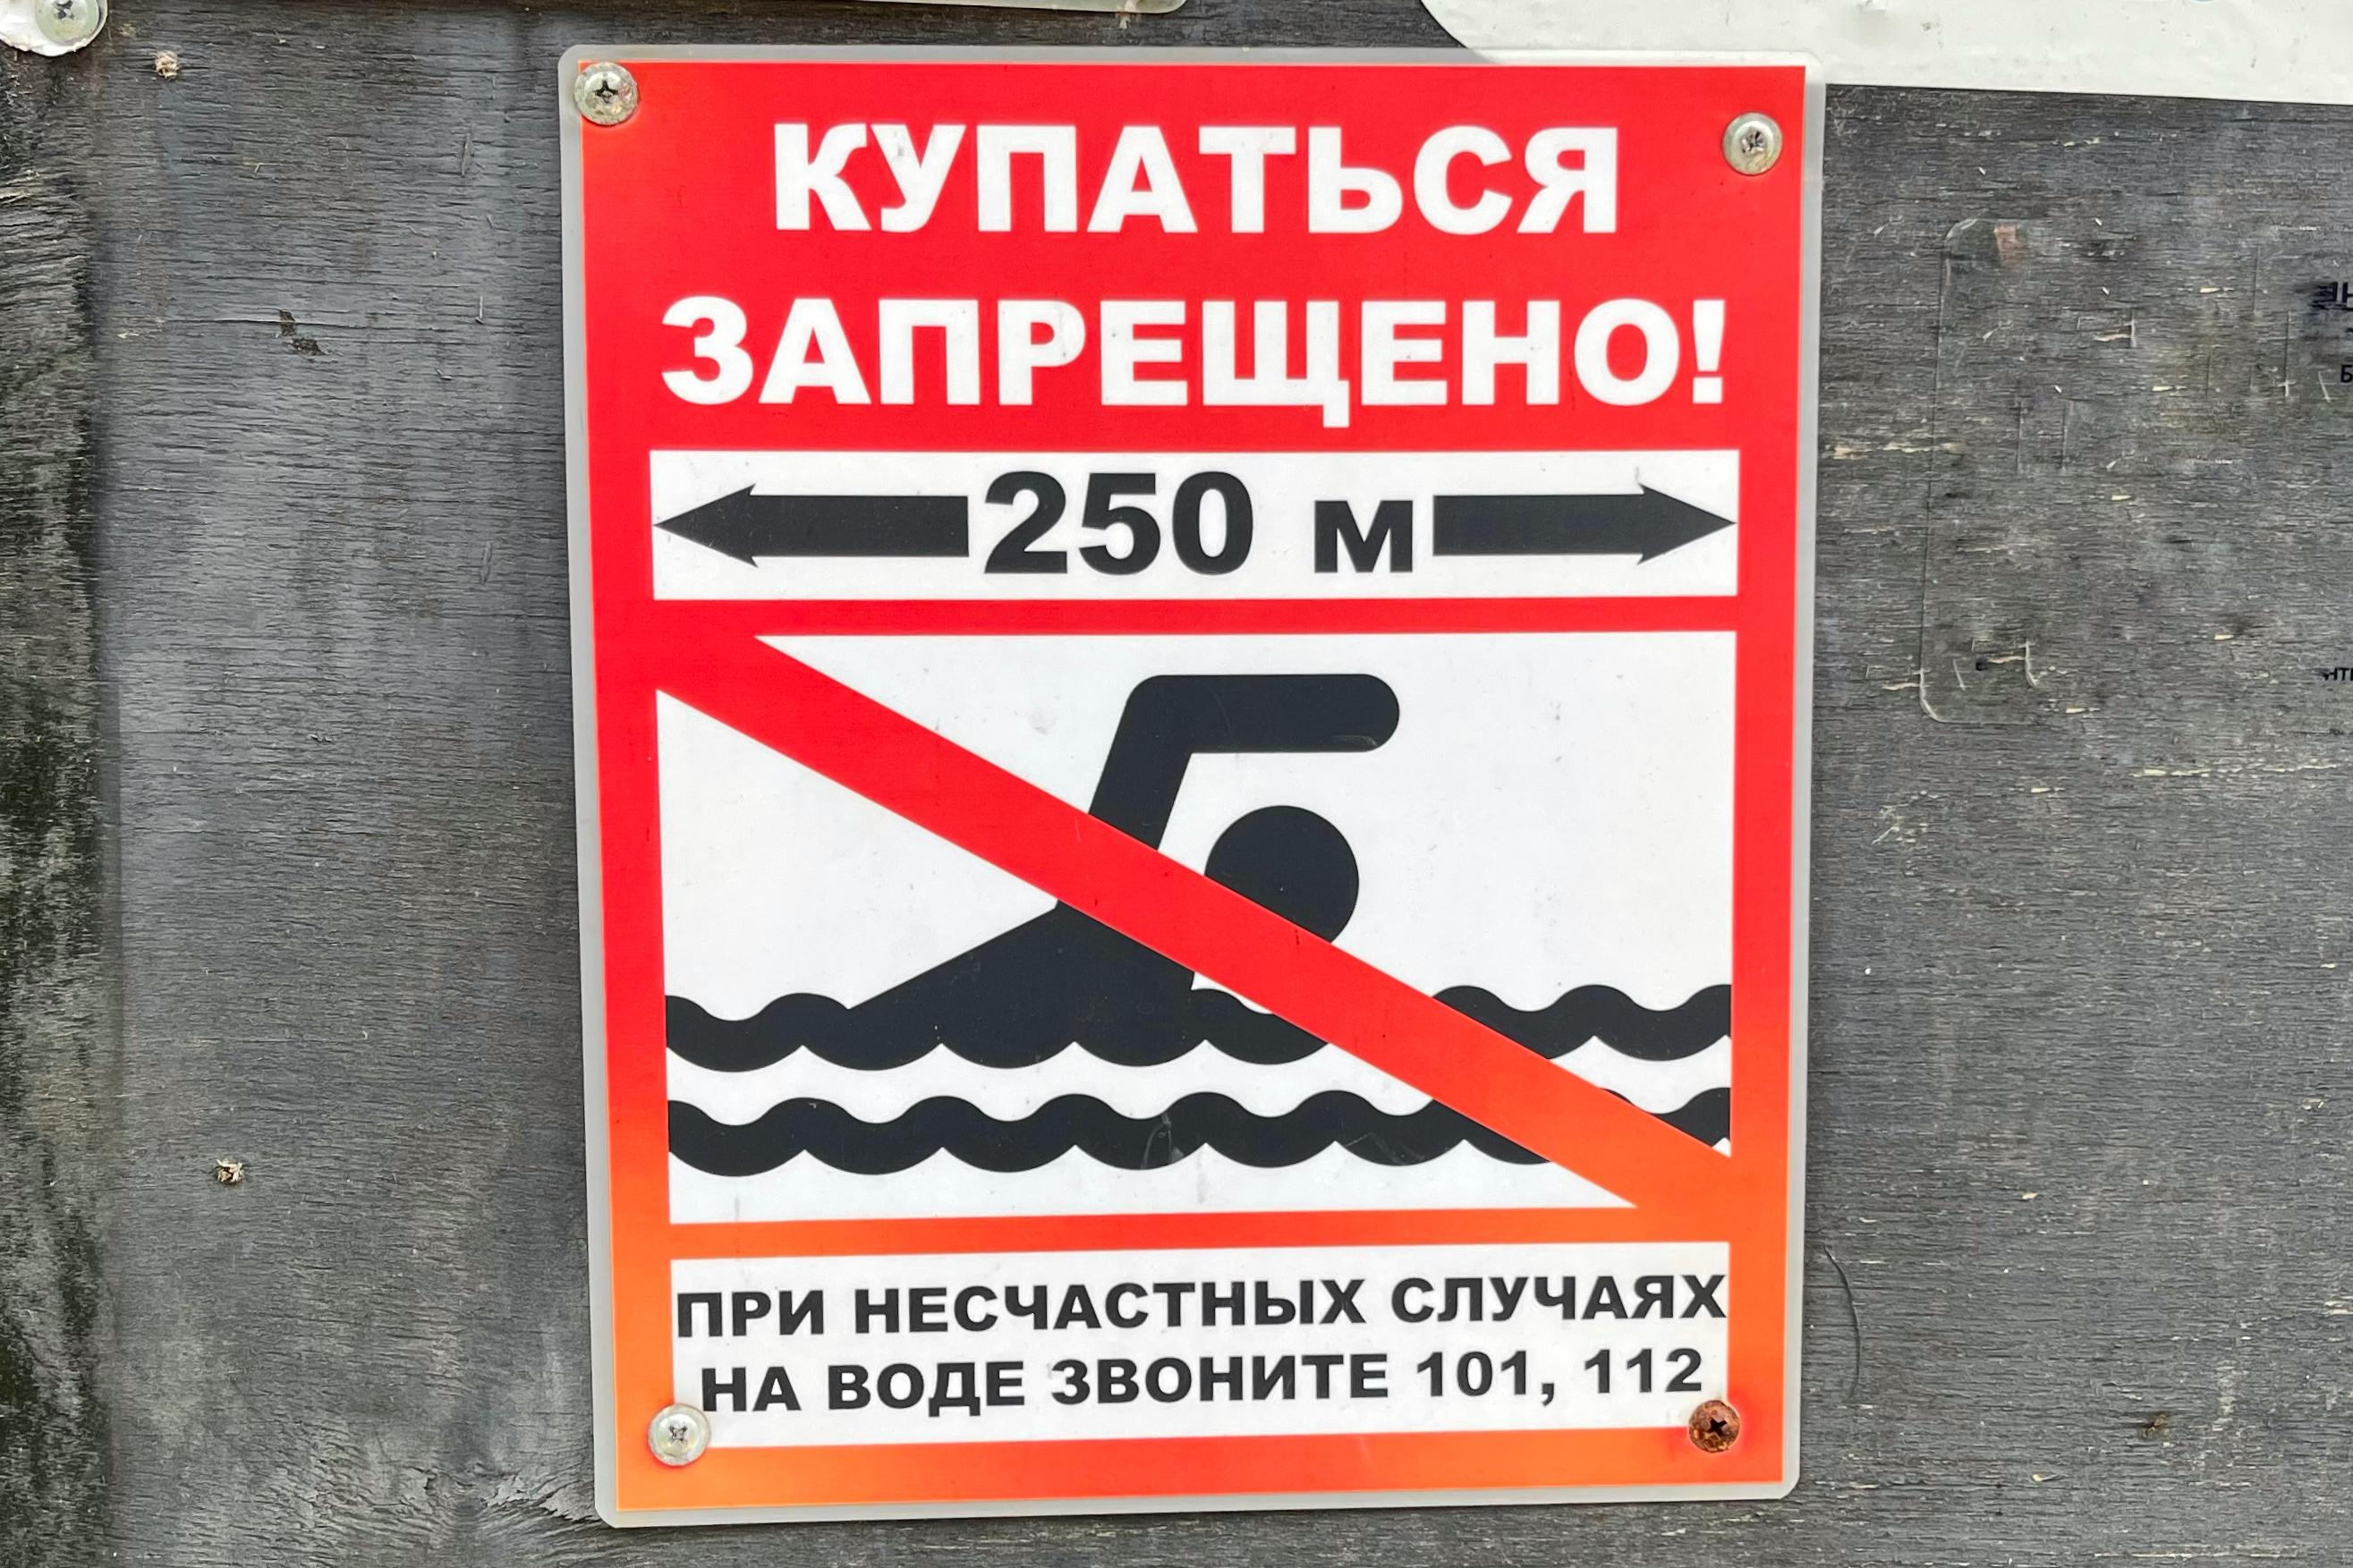 КУПАТЬСЯ
ЗАПРЕЩЕНО!
250 м
ПРИ НЕСЧАСТНЫХ СЛУЧАЯХ
НА ВОДЕ ЗВОНИТЕ 101, 112